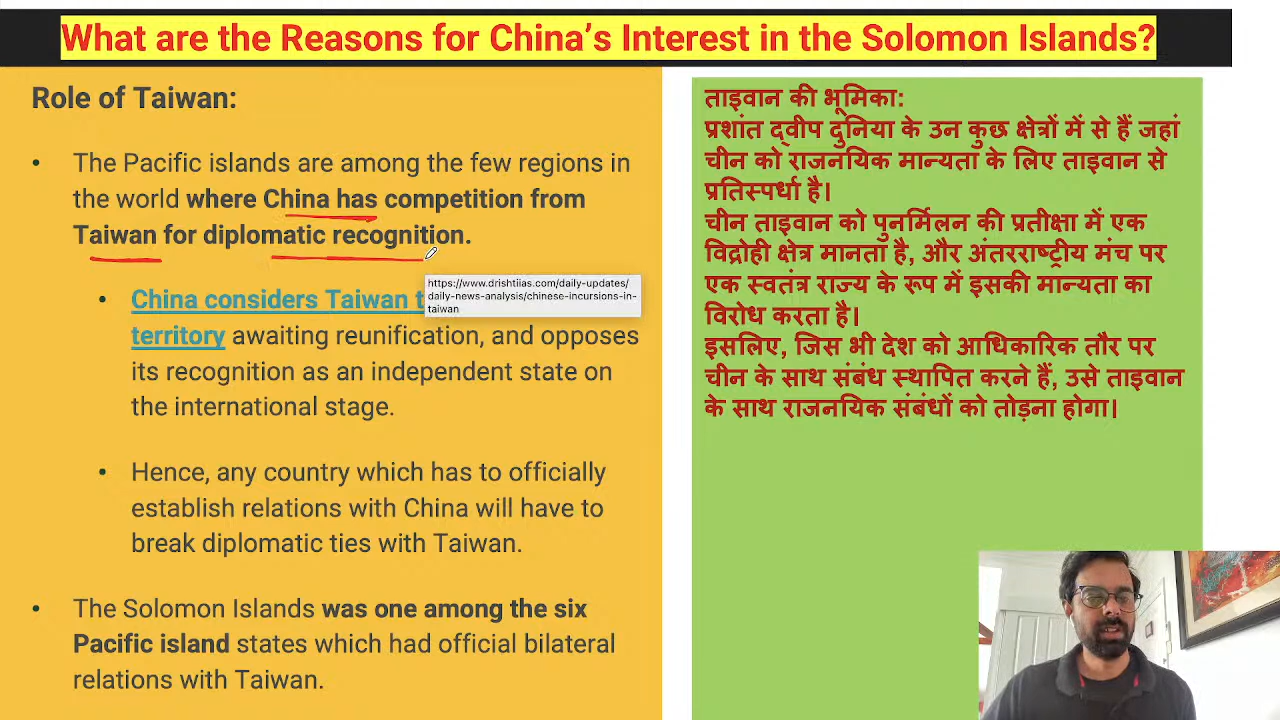 What are the Reasons for China's Interest in the Solomon Islands?
Role of Taiwan:
• The Pacific islands are among the few regions in
the world where China has competition from
Taiwan for diplomatic recognition.
• China considers Taiwan t
territory awaiting reunification, and opposes
its recognition as an independent state on
the international stage.
https://www.drishtiias.com/daily-updates/
daily-news-analysis/chinese-incursions-in-
taiwan
• Hence, any country which has to officially
establish relations with China will have to
break diplomatic ties with Taiwan.
• The Solomon Islands was one among the six
Pacific island states which had official bilateral
relations with Taiwan.
ताइवान की भूमिका:
प्रशांत द्वीप दुनिया के उन कुछ क्षेत्रों में से हैं जहां
चीन को राजनयिक मान्यता के लिए ताइवान से
प्रतिस्पर्धा है।
चीन ताइवान को पुनर्मिलन की प्रतीक्षा में एक
विद्रोही क्षेत्र मानता है, और अंतरराष्ट्रीय मंच पर
एक स्वतंत्र राज्य के रूप में इसकी मान्यता का
विरोध करता है।
इसलिए, जिस भी देश को आधिकारिक तौर पर
चीन के साथ संबंध स्थापित करने हैं, उसे ताइवान
के साथ राजनयिक संबंधों को तोड़ना होगा।